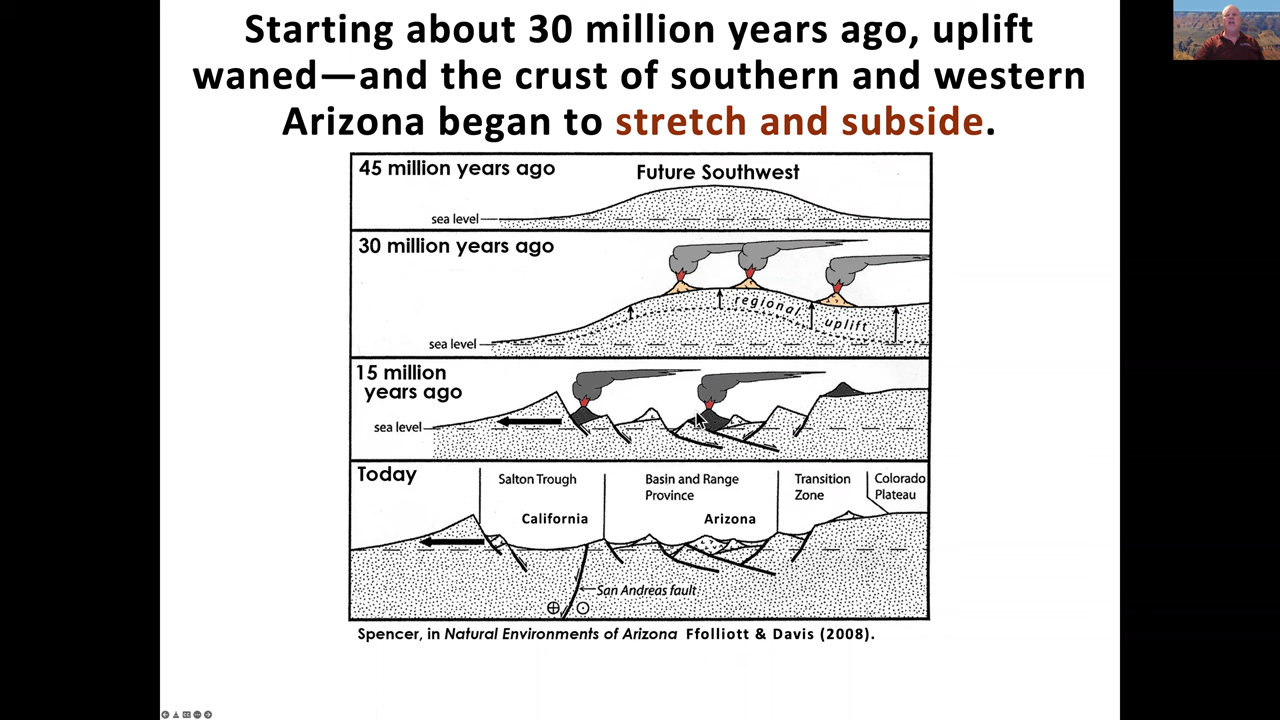 Starting about 30 million years ago, uplift
waned—and the crust of southern and western
Arizona began to stretch and subside.
45 million years ago
Future Southwest
sea level
30 million years ago
regional uplift
sea level
15 million
years ago
sea level
Today
Salton Trough
Basin and Range
Province
Transition
Zone
Colorado
Plateau
California
Arizona
San Andreas fault
Spencer, in Natural Environments of Arizona Ffolliott & Davis (2008).